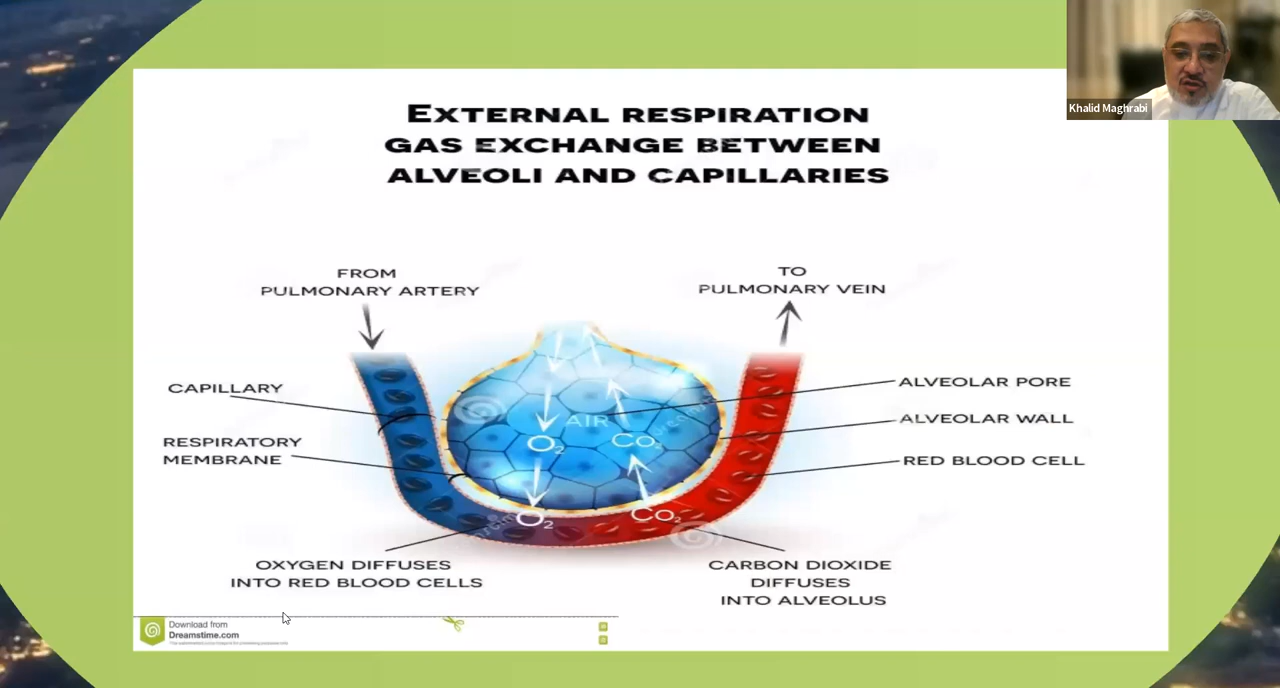 Khalid Maghrabi
EXTERNAL RESPIRATION
GAS EXCHANGE BETWEEN
ALVEOLI AND CAPILLARIES
FROM
PULMONARY ARTERY
TO
PULMONARY VEIN
CAPILLARY
RESPIRATORY
MEMBRANE
AIR
O₂
CO₂
O₂
CO₂
ALVEOLAR PORE
ALVEOLAR WALL
RED BLOOD CELL
OXYGEN DIFFUSES
INTO RED BLOOD CELLS
CARBON DIOXIDE
DIFFUSES
INTO ALVEOLUS
Download from
Dreamstime.com